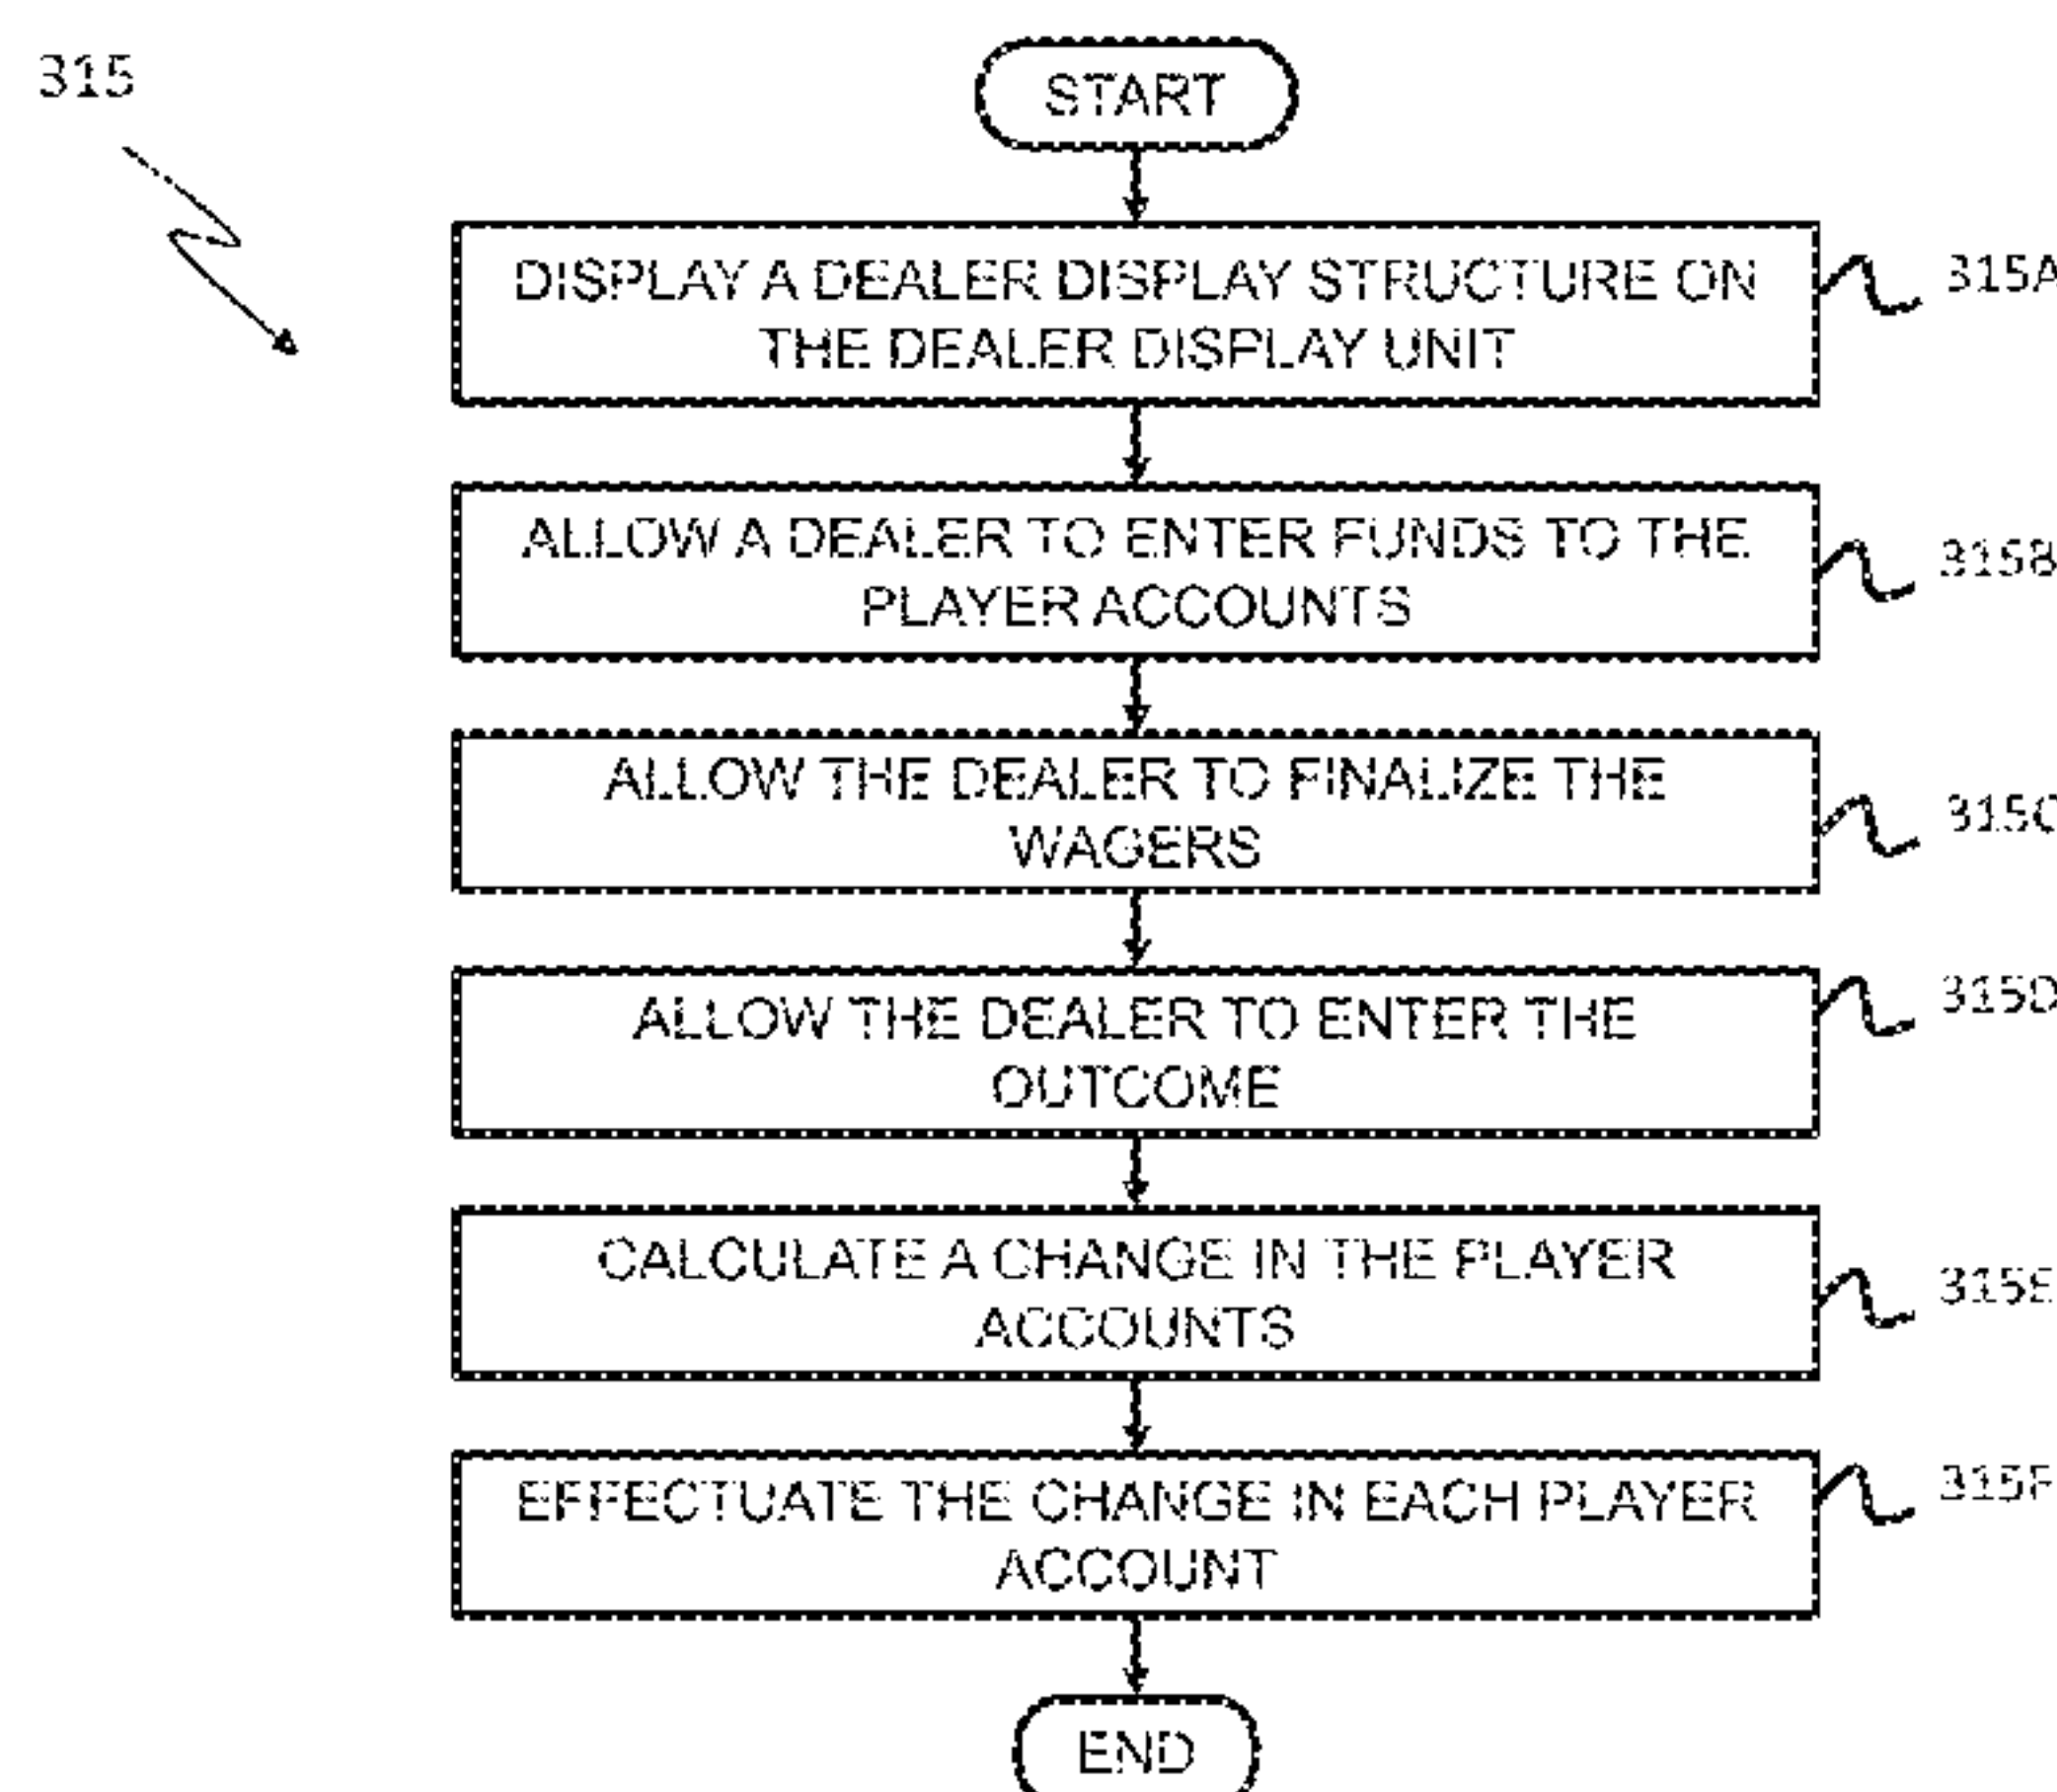 315
START
DISPLAY A DEALER DISPLAY STRUCTURE ON
THE DEALER DISPLAY UNIT
315A
ALLOW A DEALER TO ENTER FUNDS TO THE
PLAYER ACCOUNTS
315B
ALLOW THE DEALER TO FINALIZE THE
WAGERS
315C
ALLOW THE DEALER TO ENTER THE
OUTCOME
315D
CALCULATE A CHANGE IN THE PLAYER
ACCOUNTS
315E
EFFECTUATE THE CHANGE IN EACH PLAYER
ACCOUNT
315F
END